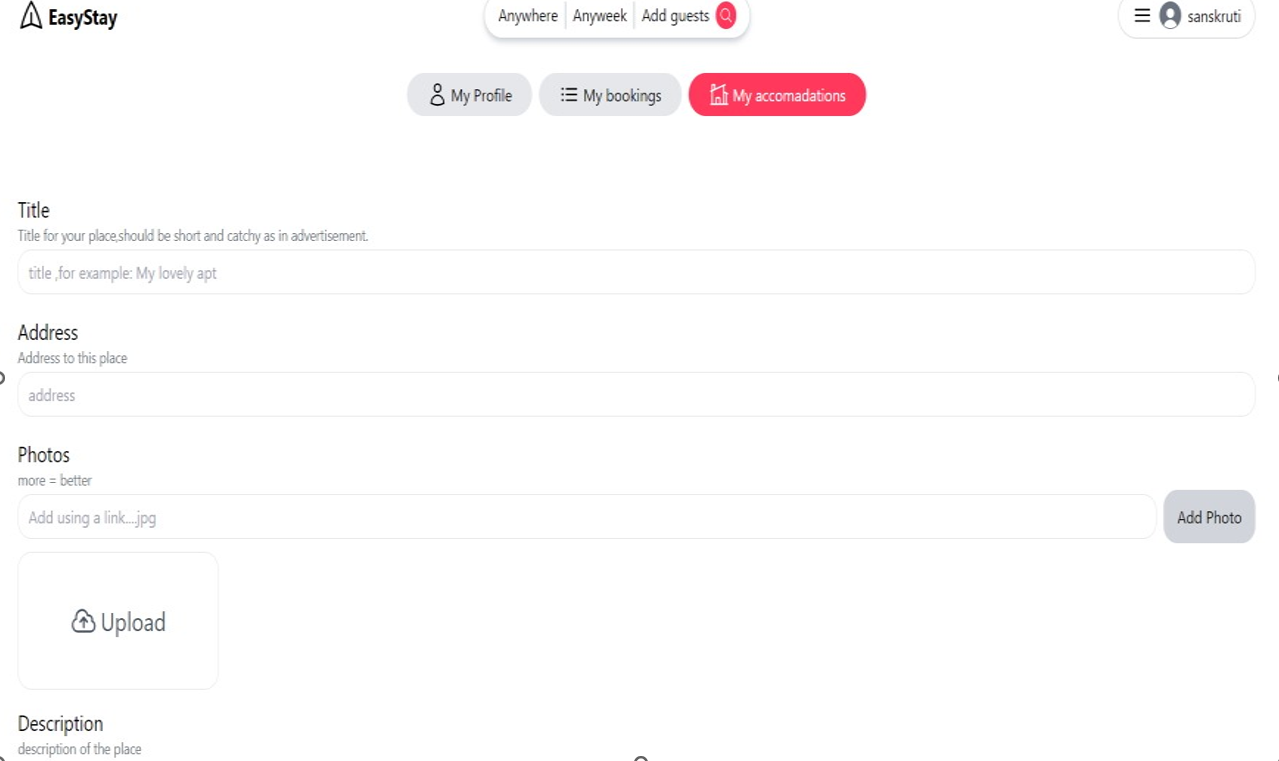 EasyStay
Anywhere Anyweek Add guests
sanskruti
My Profile
My bookings
My accomadations
Title
Title for your place,should be short and catchy as in advertisement.
title ,for example: My lovely apt
Address
Address to this place
address
Photos
more = better
Add using a link....jpg
Add Photo
Upload
Description
description of the place